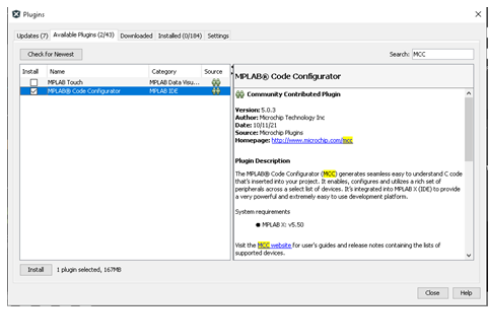 Plugins
Updates (7) Available Plugins (2/43) Downloaded Installed (0/184) Settings
Check for Newest
Search: MCC
Install Name Category Source
MPLAB Touch MPLAB Data Visu...
MPLAB® Code Configurator MPLAB IDE
MPLAB® Code Configurator
Community Contributed Plugin
Version: 5.0.3
Author: Microchip Technology Inc
Date: 10/11/21
Source: Microchip Plugins
Homepage: http://www.microchip.com/mcc
Plugin Description
The MPLAB® Code Configurator (MCC) generates seamless easy to understand C code
that's inserted into your project. It enables, configures and utilizes a rich set of
peripherals across a select list of devices. It's integrated into MPLAB X (IDE) to provide
a very powerful and extremely easy to use development platform.
System requirements
● MPLAB X: v5.50
Visit the MCC website for user's guides and release notes containing the lists of
supported devices.
Install 1 plugin selected, 167MB
Close Help